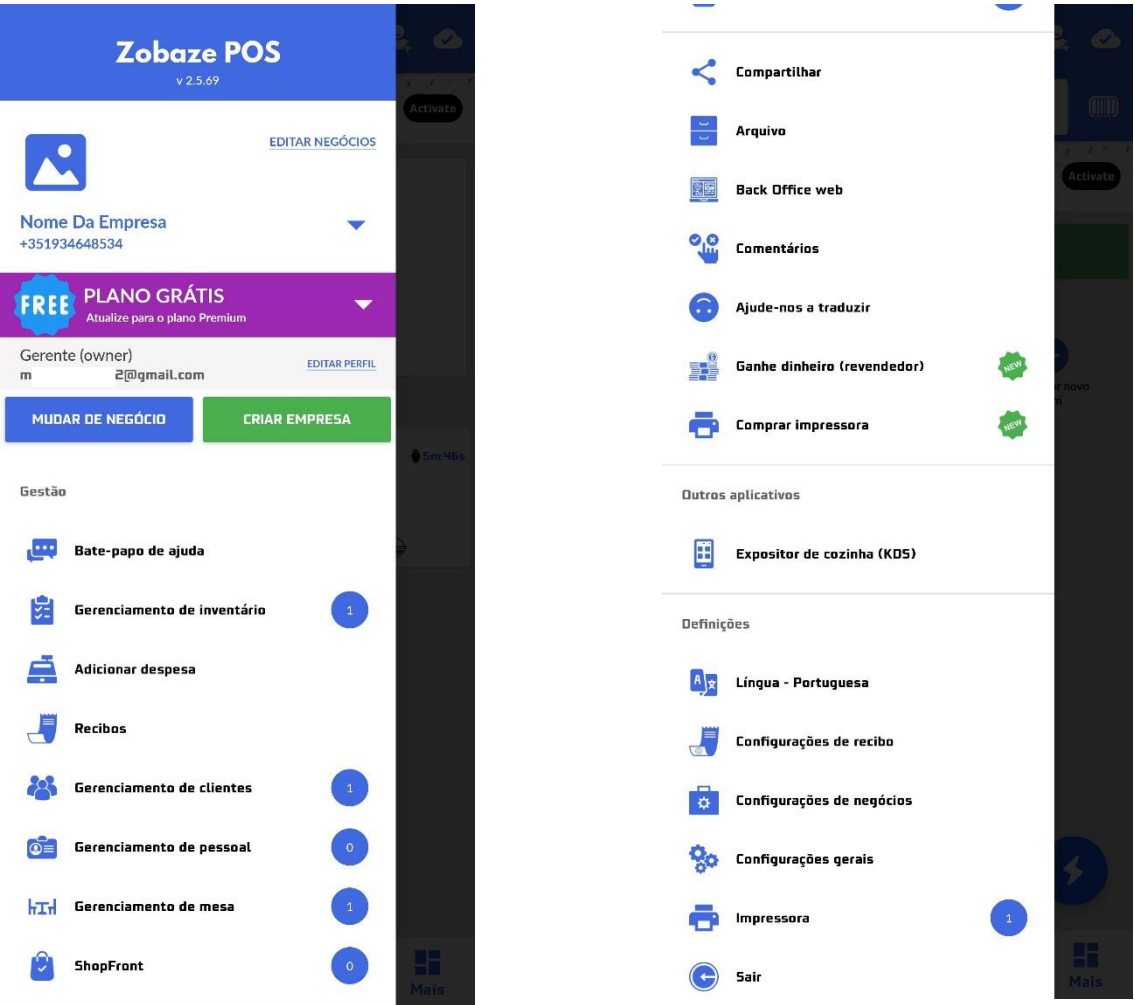 Zobaze POS
v 2.5.69
Activate
EDITAR NEGÓCIOS
Nome Da Empresa
+351934648534
FREE
PLANO GRÁTIS
Atualize para o plano Premium
Gerente (owner)
m 2@gmail.com
EDITAR PERFIL
MUDAR DE NEGÓCIO
CRIAR EMPRESA
5m:46s
Gestão
Bate-papo de ajuda
Gerenciamento de inventário 1
Adicionar despesa
Recibos
Gerenciamento de clientes 1
Gerenciamento de pessoal 0
Gerenciamento de mesa 1
ShopFront 0
Mais
Compartilhar
Arquivo
Activate
Back Office web
Comentários
Ajude-nos a traduzir
Ganhe dinheiro (revendedor) NEW
novo
Comprar impressora NEW
Outros aplicativos
Expositor de cozinha (KDS)
Definições
Língua - Portuguesa
Configurações de recibo
Configurações de negócios
Configurações gerais
Impressora 1
Sair
Mais